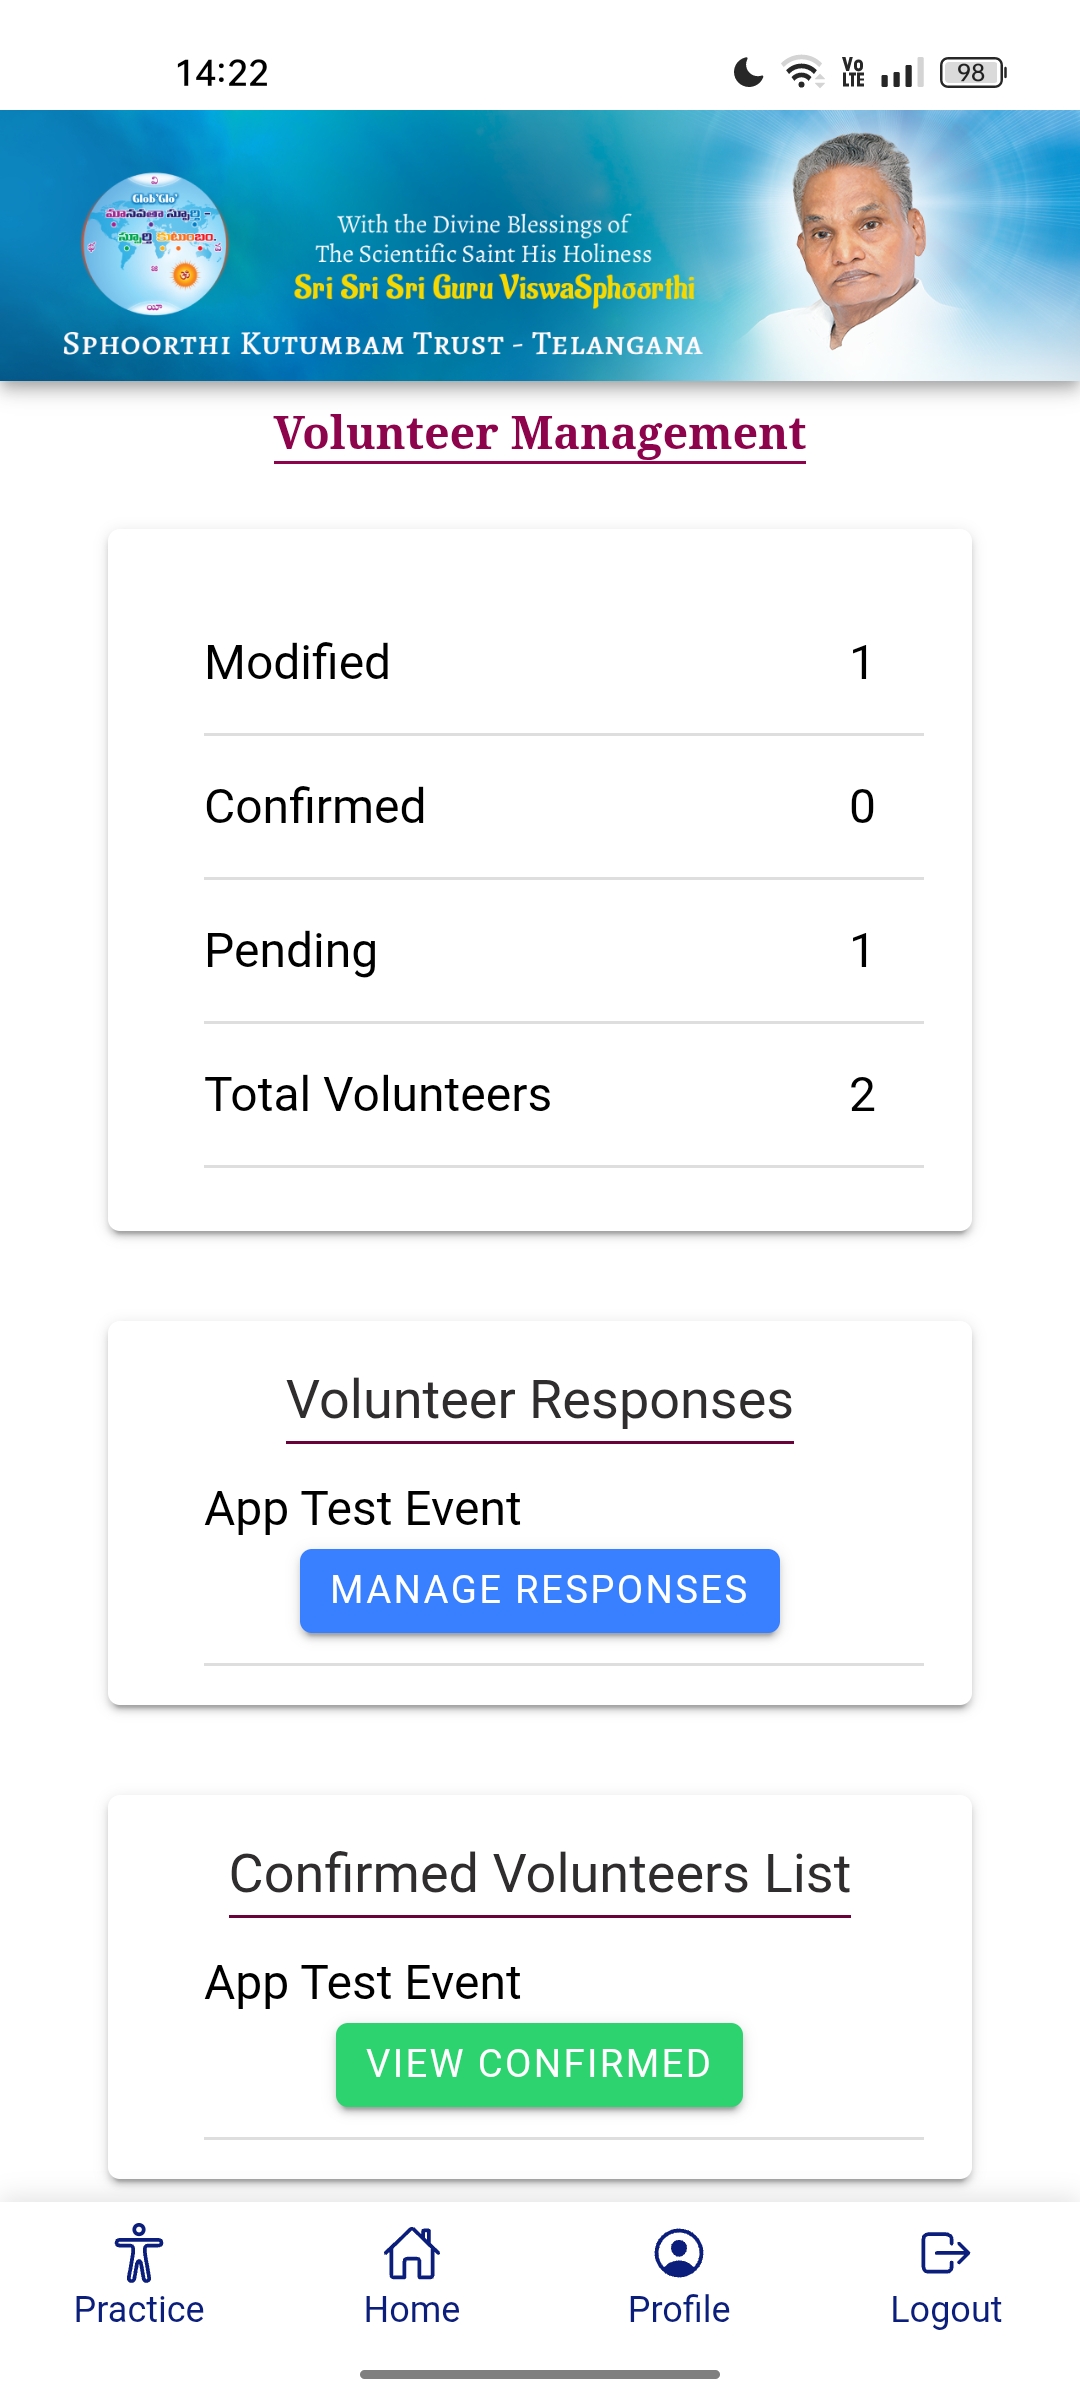 14:22
Vo
LTE
98
వి
Glob'Glo'
మానవతా స్ఫూర్తి -
స్ఫూర్తి కుటుంబం.
With the Divine Blessings of
The Scientific Saint His Holiness
Sri Sri Sri Guru ViswaSphoorthi
SPHOORTHI KUTUMBAM TRUST - TELANGANA
Volunteer Management
Modified 1
Confirmed 0
Pending 1
Total Volunteers 2
Volunteer Responses
App Test Event
MANAGE RESPONSES
Confirmed Volunteers List
App Test Event
VIEW CONFIRMED
Practice Home Profile Logout